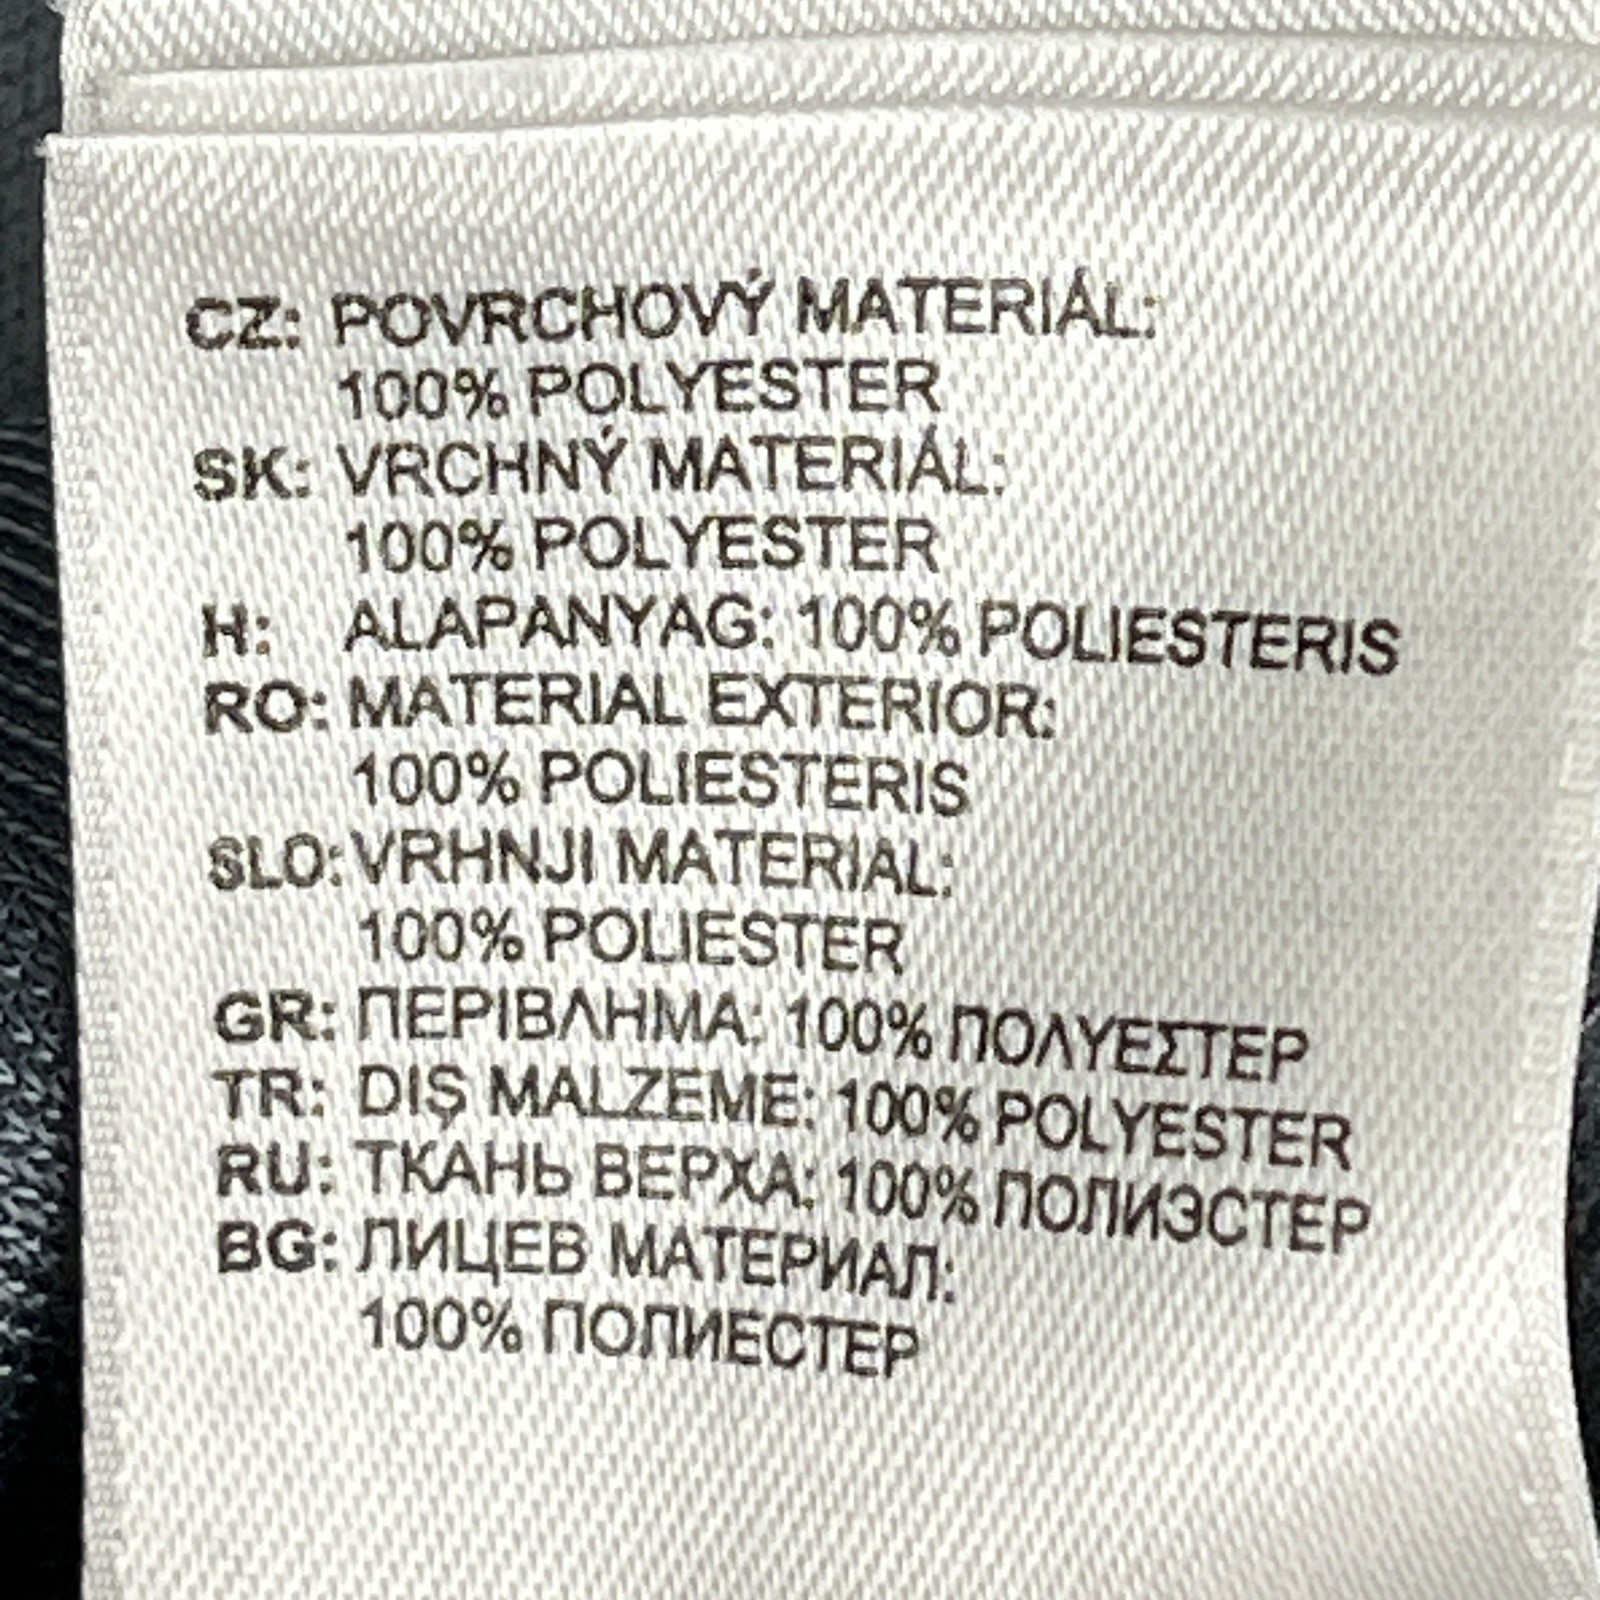 CZ: POVRCHOVÝ MATERIÁL:
100% POLYESTER
SK: VRCHNÝ MATERIÁL:
100% POLYESTER
H: ALAPANYAG: 100% POLIESTERIS
RO: MATERIAL EXTERIOR:
100% POLIESTERIS
SLO: VRHNJI MATERIAL:
100% POLIESTER
GR: ΠΕΡΙΒΛΗΜΑ: 100% ΠΟΛΥΕΣΤΕΡ
TR: DIŞ MALZEME: 100% POLYESTER
RU: ТКАНЬ ВЕРХА: 100% ПОЛИЭСТЕР
BG: ЛИЦЕВ МАТЕРИАЛ:
100% ПОЛИЕСТЕР